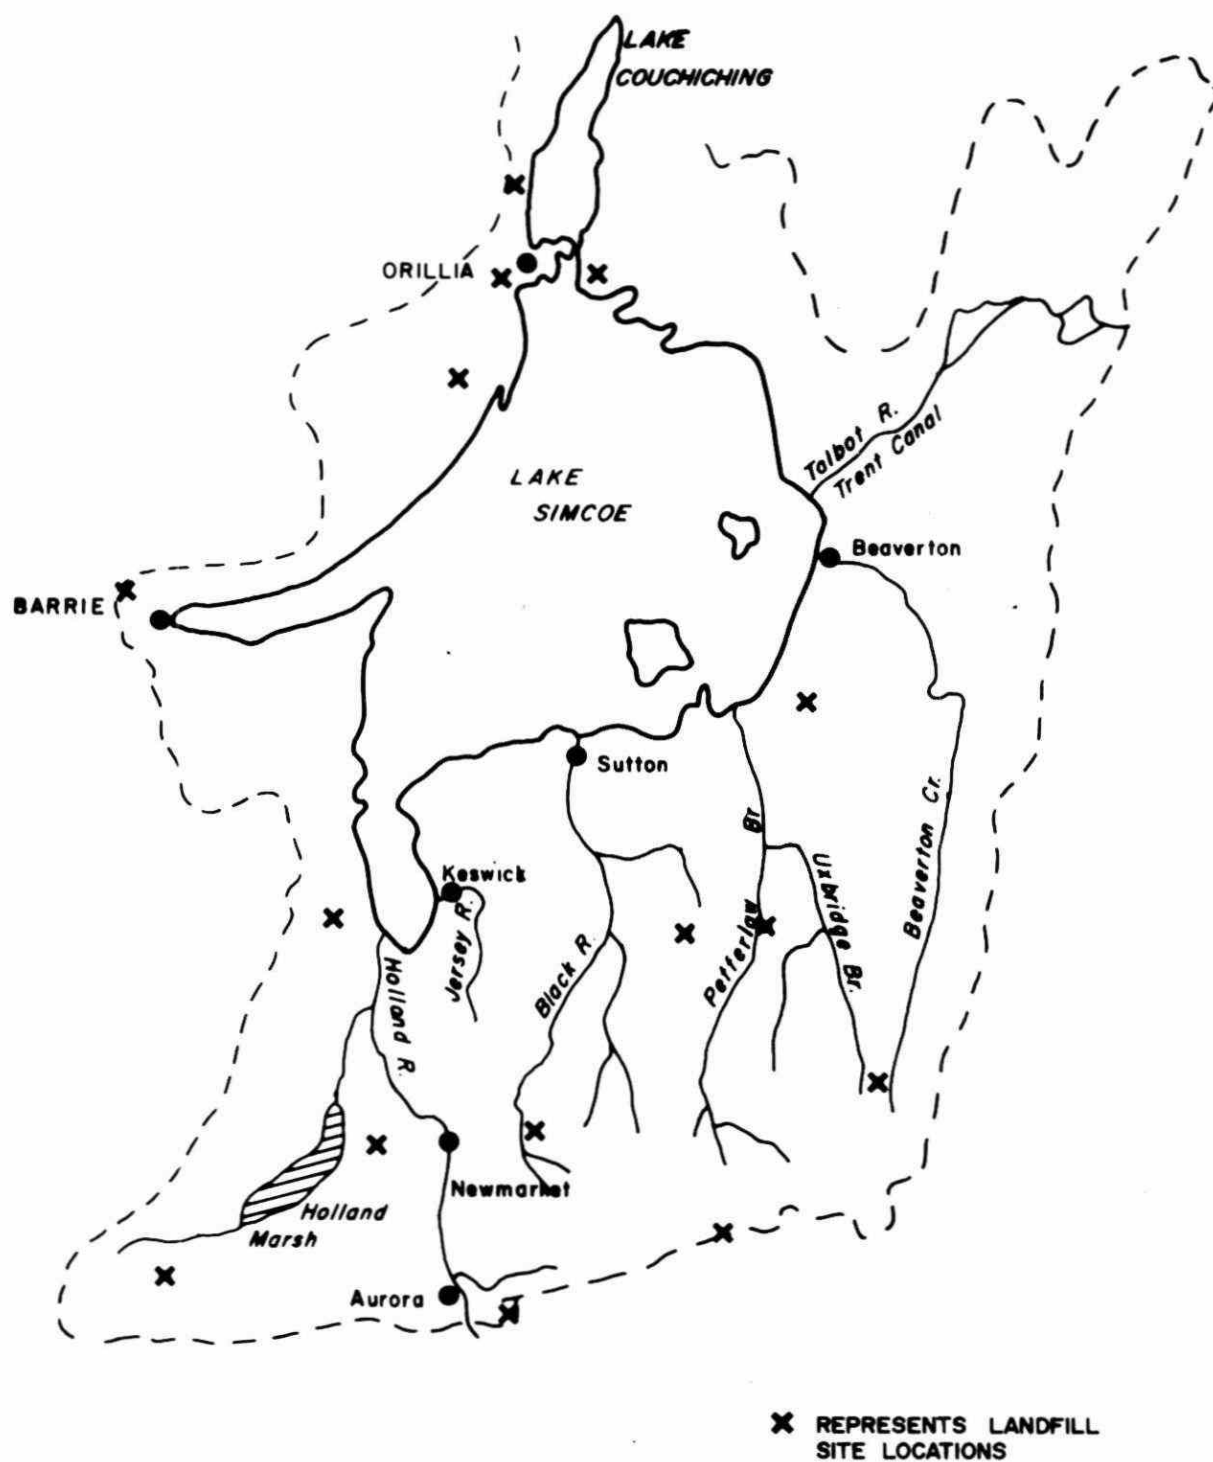 LAKE
COUCHICHING
ORILLIA
Talbot R.
Trent Canal
LAKE
SIMCOE
Beaverton
BARRIE
Sutton
Keswick
Jersey R.
Holland R.
Black R.
Pefferlaw Br
Uxbridge Br.
Beaverton Cr.
Newmarket
Holland
Marsh
Aurora
X REPRESENTS LANDFILL
SITE LOCATIONS